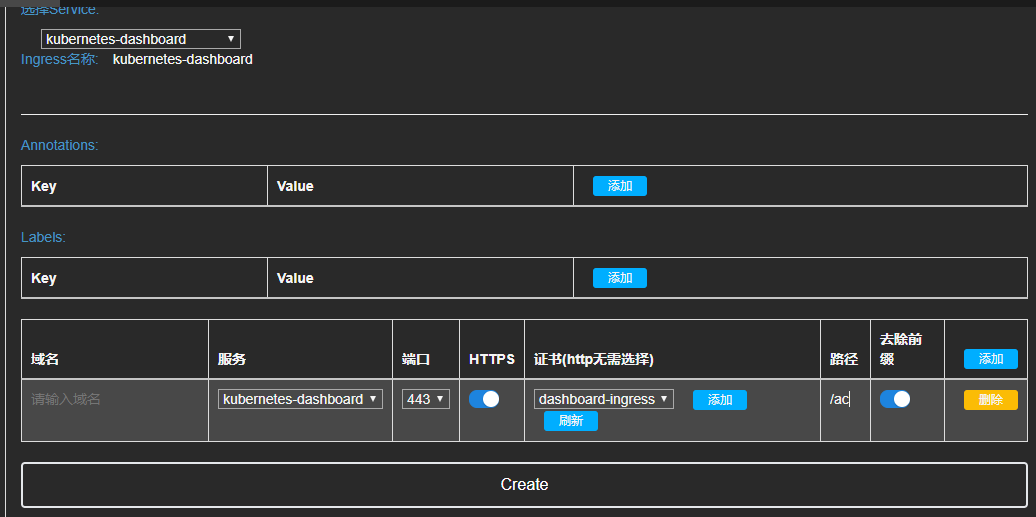 选择Service:
kubernetes-dashboard
Ingress名称: kubernetes-dashboard
Annotations:
Key Value 添加
Labels:
Key Value 添加
域名 服务 端口 HTTPS 证书(http无需选择) 路径 去除前缀 添加
请输入域名 kubernetes-dashboard 443 dashboard-ingress 添加 /ac 删除
刷新
Create